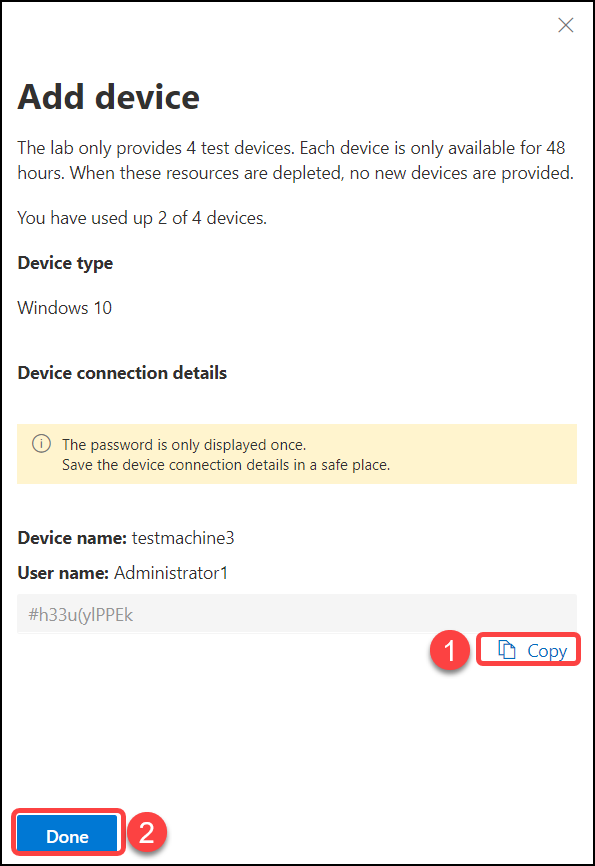 Add device
The lab only provides 4 test devices. Each device is only available for 48
hours. When these resources are depleted, no new devices are provided.
You have used up 2 of 4 devices.
Device type
Windows 10
Device connection details
The password is only displayed once.
Save the device connection details in a safe place.
Device name: testmachine3
User name: Administrator1
#h33u(ylPPEk
1 Copy
Done 2